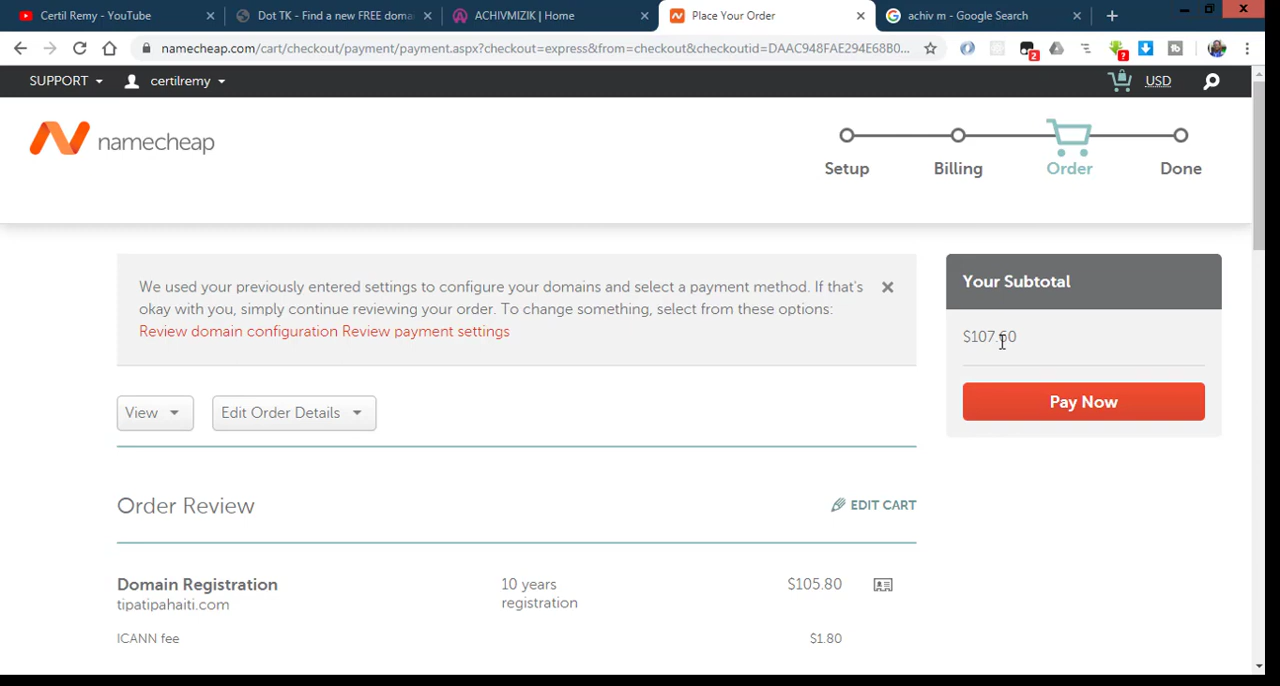 Certil Remy - YouTube
Dot TK - Find a new FREE doma
ACHIVMIZIK | Home
Place Your Order
achiv m - Google Search
namecheap.com/cart/checkout/payment/payment.aspx?checkout=express&from=checkout&checkoutid=DAAC948FAE294E68B0...
2
?
SUPPORT
certilremy
USD
namecheap
Setup
Billing
Order
Done
We used your previously entered settings to configure your domains and select a payment method. If that's
okay with you, simply continue reviewing your order. To change something, select from these options:
Review domain configuration Review payment settings
Your Subtotal
$107.60
Pay Now
View
Edit Order Details
Order Review
EDIT CART
Domain Registration
10 years
$105.80
tipatipahaiti.com
registration
ICANN fee
$1.80